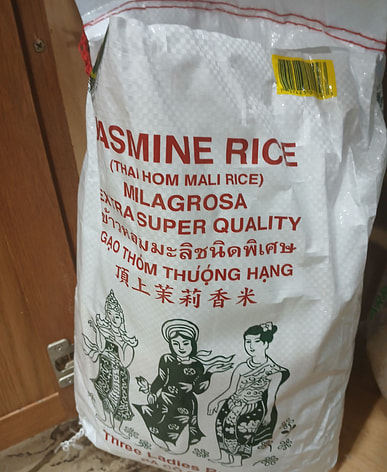 ASMINE RICE
(THAI HOM MALI RICE)
MILAGROSA
EXTRA SUPER QUALITY
ข้าวหอมมะลิชนิดพิเศษ
GẠO THƠM THƯỢNG HẠNG
頂上茉莉香米
Three Ladies